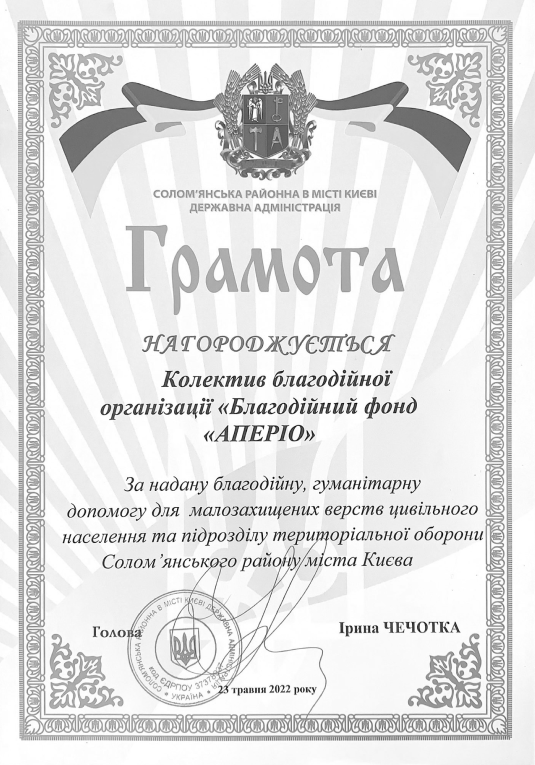 СОЛОМ'ЯНСЬКА РАЙОННА В МІСТІ КИЄВІ
ДЕРЖАВНА АДМІНІСТРАЦІЯ
Грамота
НАГОРОДЖУЄТЬСЯ
Колектив благодійної
організації «Благодійний фонд
«АПЕРІО»
За надану благодійну, гуманітарну
допомогу для малозахищених верств цивільного
населення та підрозділу територіальної оборони
Солом’янського району міста Києва
Голова
Ірина ЧЕЧОТКА
СОЛОМ'ЯНСЬКА РАЙОННА В МІСТІ КИЄВІ ДЕРЖАВНА АДМІНІСТРАЦІЯ
КОД ЄДРПОУ
УКРАЇНА
23 травня 2022 року